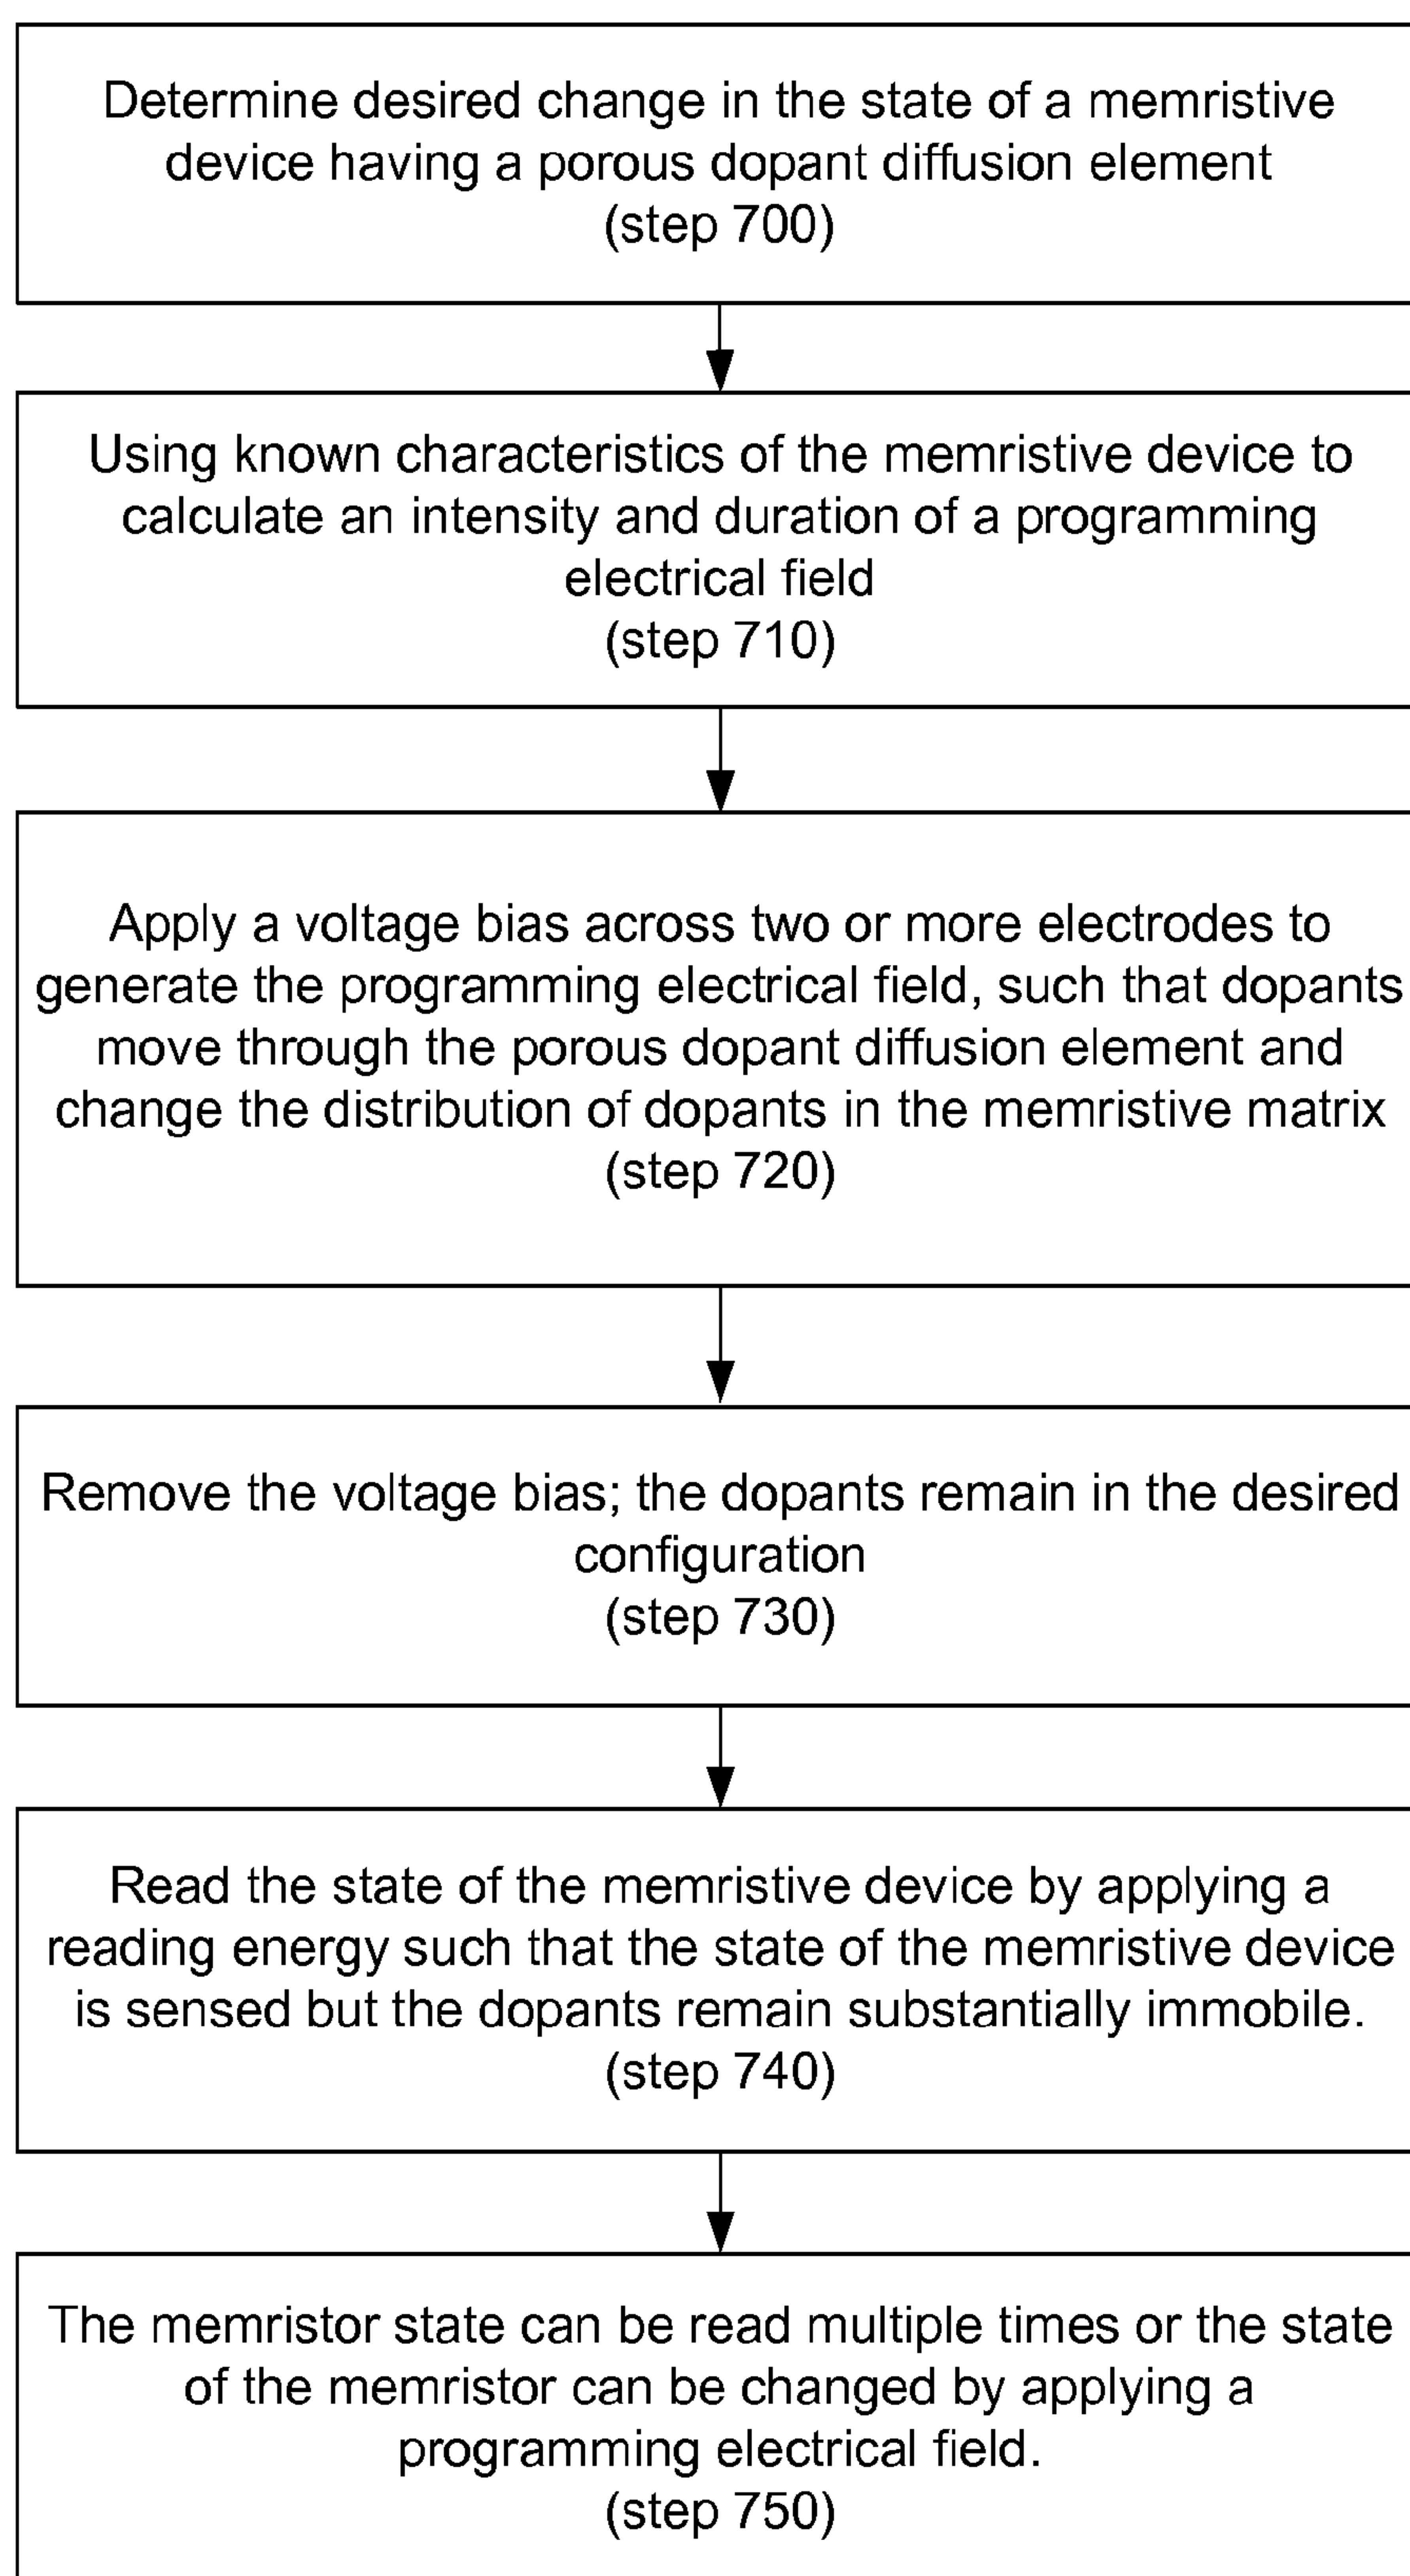 Determine desired change in the state of a memristive
device having a porous dopant diffusion element
(step 700)
Using known characteristics of the memristive device to
calculate an intensity and duration of a programming
electrical field
(step 710)
Apply a voltage bias across two or more electrodes to
generate the programming electrical field, such that dopants
move through the porous dopant diffusion element and
change the distribution of dopants in the memristive matrix
(step 720)
Remove the voltage bias; the dopants remain in the desired
configuration
(step 730)
Read the state of the memristive device by applying a
reading energy such that the state of the memristive device
is sensed but the dopants remain substantially immobile.
(step 740)
The memristor state can be read multiple times or the state
of the memristor can be changed by applying a
programming electrical field.
(step 750)